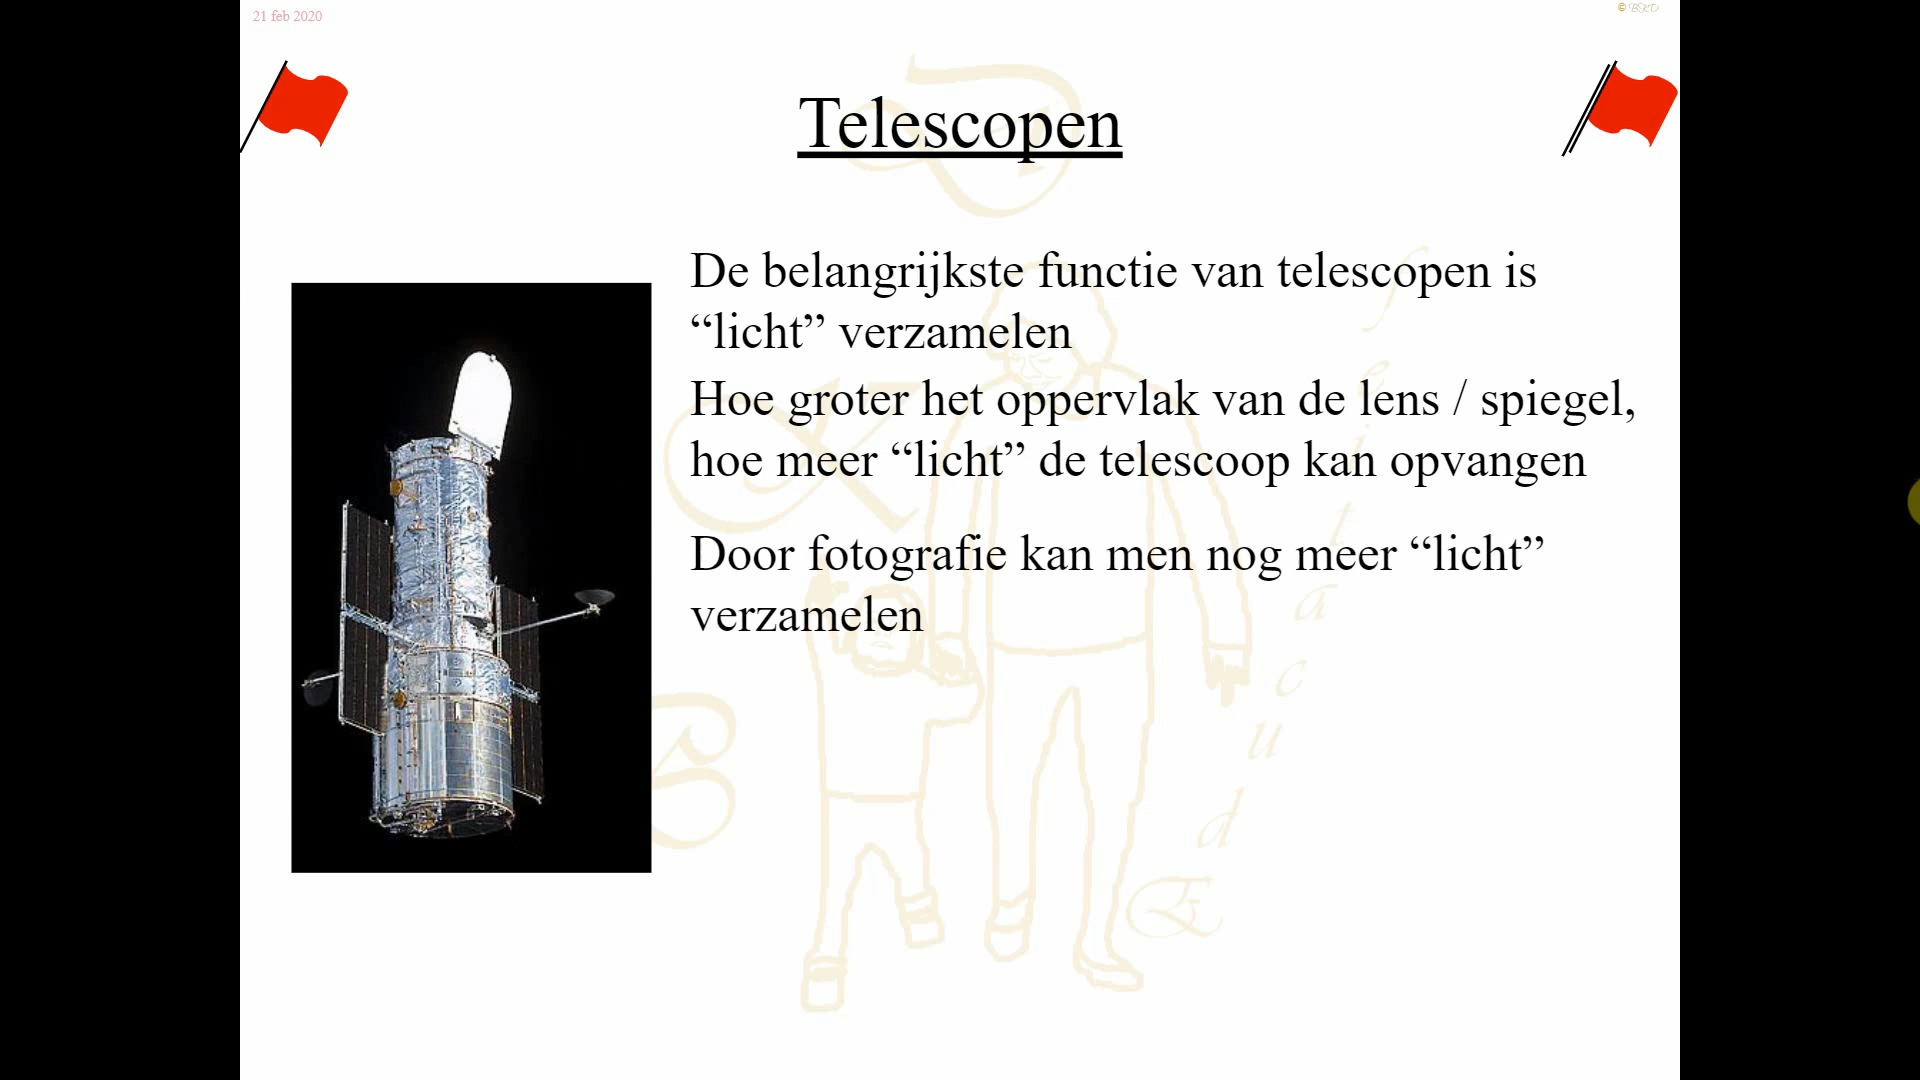 21 feb 2020
© BKD
Telescopen
De belangrijkste functie van telescopen is
“licht” verzamelen
Hoe groter het oppervlak van de lens / spiegel,
hoe meer “licht” de telescoop kan opvangen
Door fotografie kan men nog meer “licht”
verzamelen